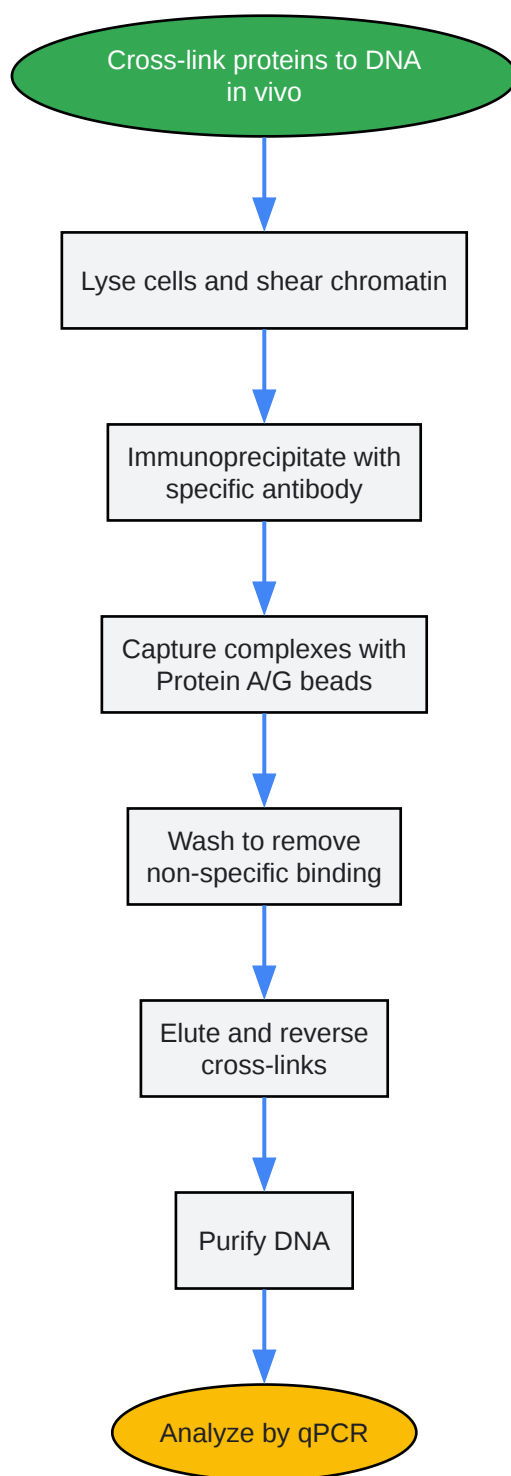 Cross-link proteins to DNA
in vivo
Lyse cells and shear chromatin
Immunoprecipitate with
specific antibody
Capture complexes with
Protein A/G beads
Wash to remove
non-specific binding
Elute and reverse
cross-links
Purify DNA
Analyze by qPCR